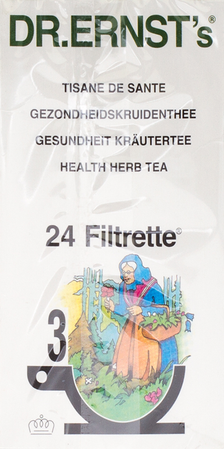 DR.ERNST's®
TISANE DE SANTE
GEZONDHEIDSKRUIDENTHEE
GESUNDHEIT KRÄUTERTEE
HEALTH HERB TEA
24 Filtrette®
3